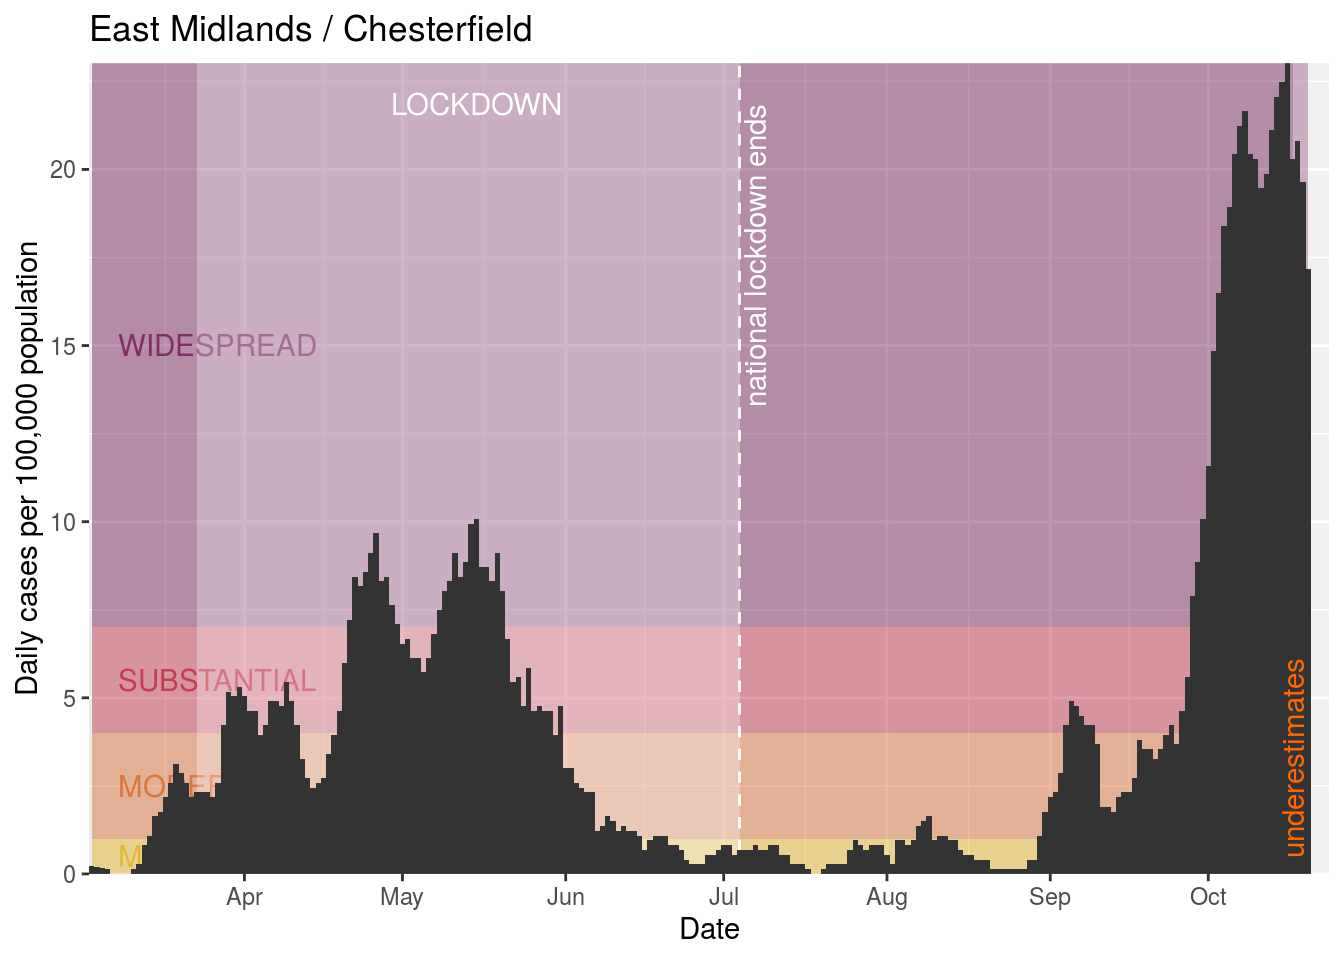 East Midlands / Chesterfield
LOCKDOWN
national lockdown ends
WIDESPREAD
SUBSTANTIAL
underestimates
Daily cases per 100,000 population
20
15
10
5
0
Apr
May
Jun
Jul
Aug
Sep
Oct
Date